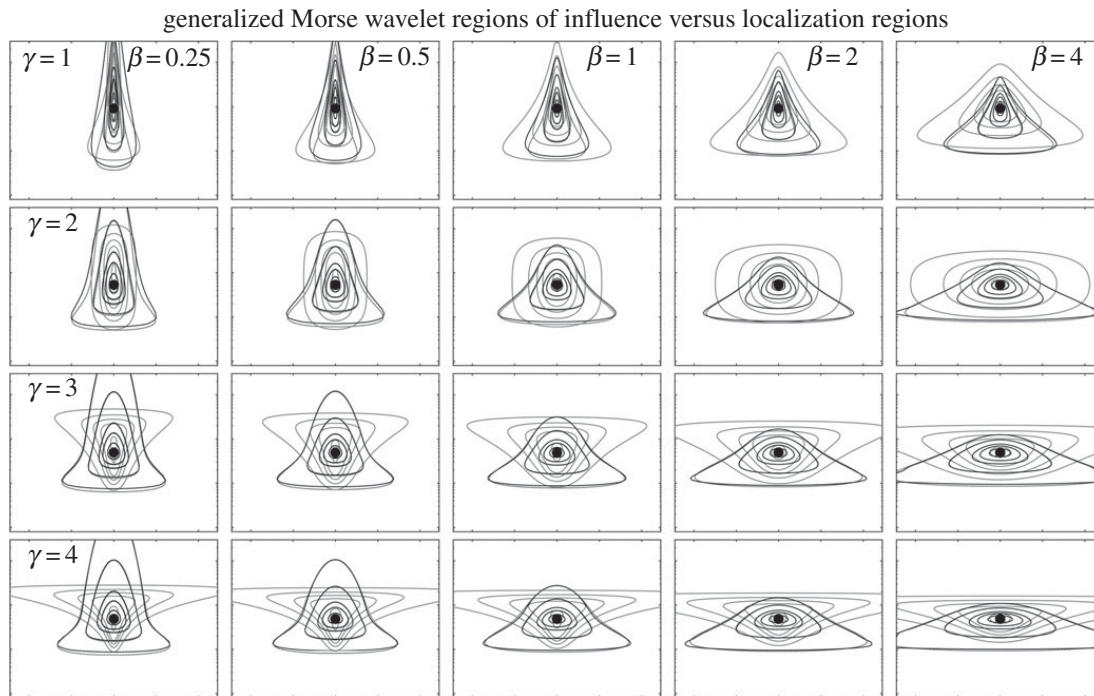 generalized Morse wavelet regions of influence versus localization regions
γ = 1 β = 0.25 β = 0.5 β = 1 β = 2 β = 4
γ = 2
γ = 3
γ = 4